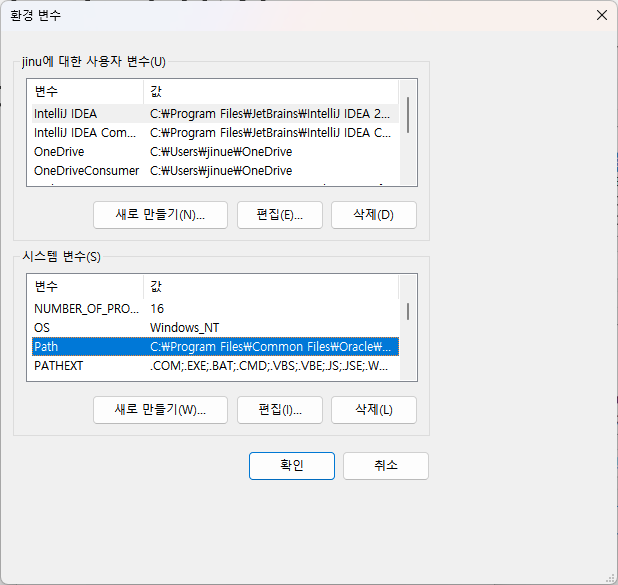 환경 변수
jinu에 대한 사용자 변수(U)
변수 값
IntelliJ IDEA C:₩Program Files₩JetBrains₩IntelliJ IDEA 2...
IntelliJ IDEA Com... C:₩Program Files₩JetBrains₩IntelliJ IDEA C...
OneDrive C:₩Users₩jinue₩OneDrive
OneDriveConsumer C:₩Users₩jinue₩OneDrive
새로 만들기(N)... 편집(E)... 삭제(D)
시스템 변수(S)
변수 값
NUMBER_OF_PRO... 16
OS Windows_NT
Path C:₩Program Files₩Common Files₩Oracle₩...
PATHEXT .COM;.EXE;.BAT;.CMD;.VBS;.VBE;.JS;.JSE;.W...
새로 만들기(W)... 편집(I)... 삭제(L)
확인 취소